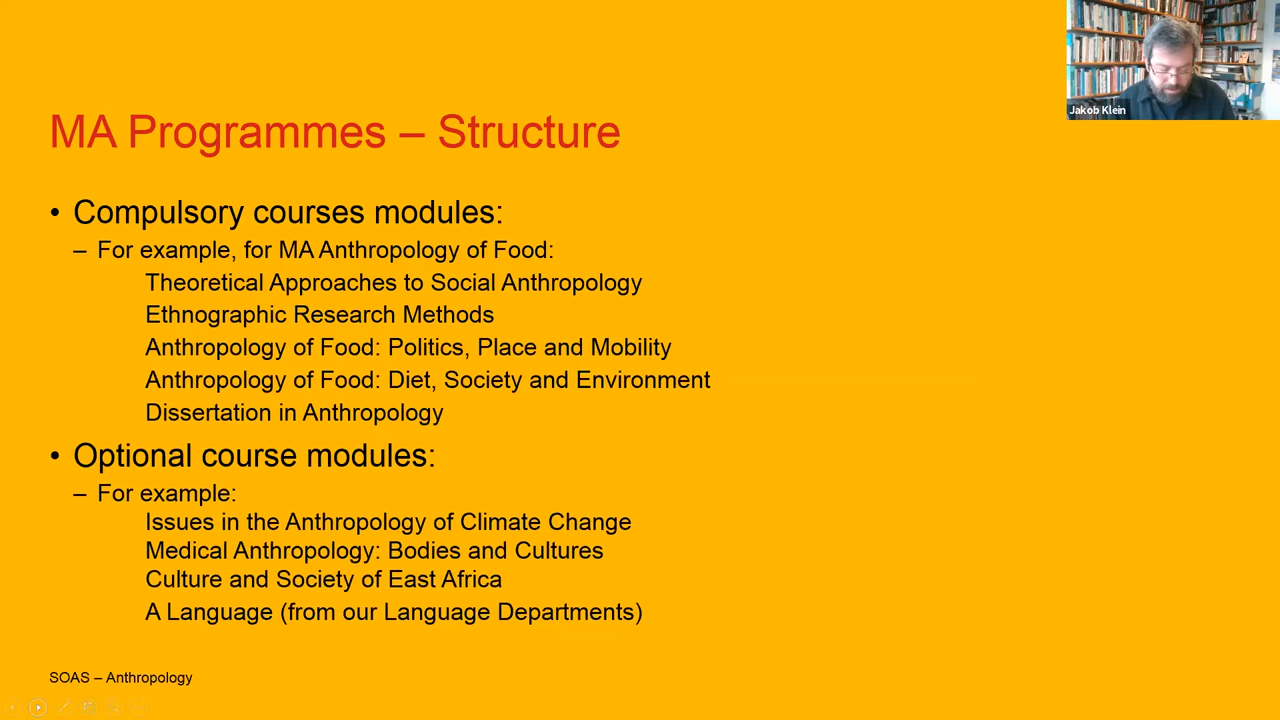 Jakob Klein
MA Programmes – Structure
• Compulsory courses modules:
– For example, for MA Anthropology of Food:
Theoretical Approaches to Social Anthropology
Ethnographic Research Methods
Anthropology of Food: Politics, Place and Mobility
Anthropology of Food: Diet, Society and Environment
Dissertation in Anthropology
• Optional course modules:
– For example:
Issues in the Anthropology of Climate Change
Medical Anthropology: Bodies and Cultures
Culture and Society of East Africa
A Language (from our Language Departments)
SOAS – Anthropology